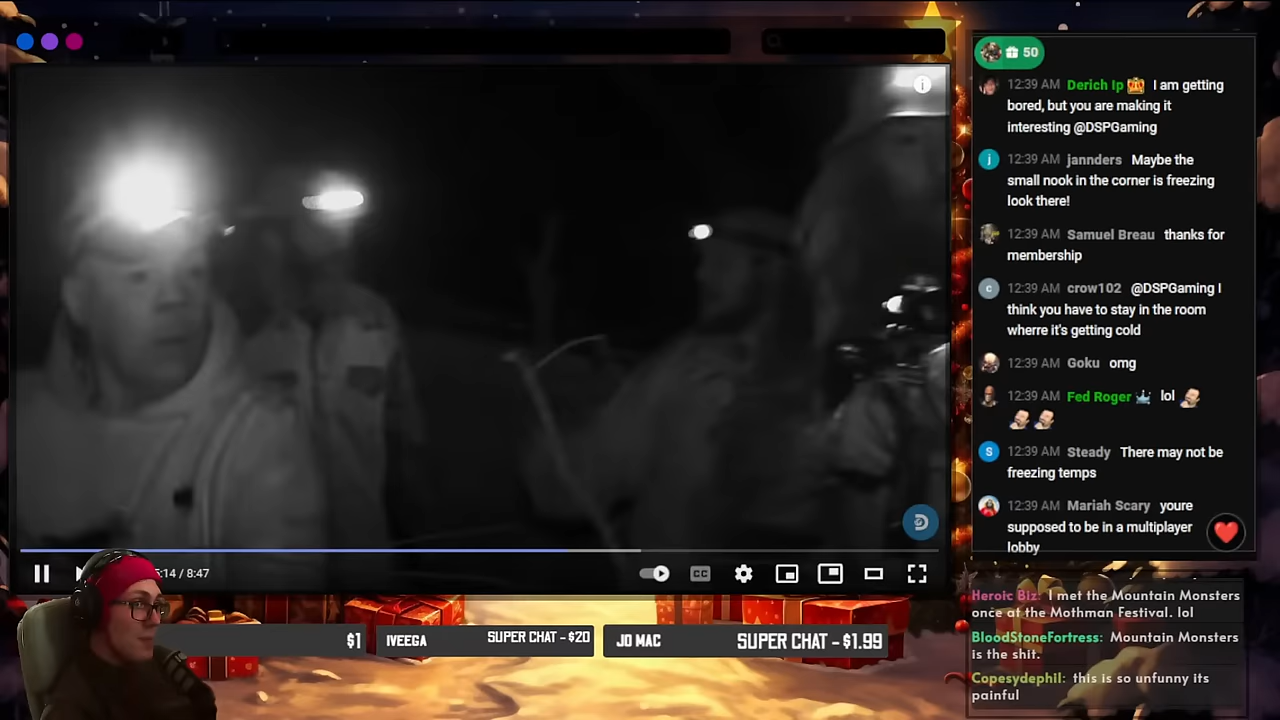 50
12:39 AM Derich Ip I am getting
bored, but you are making it
interesting @DSPGaming
12:39 AM jannders Maybe the
small nook in the corner is freezing
look there!
12:39 AM Samuel Breau thanks for
membership
12:39 AM crow102 @DSPGaming I
think you have to stay in the room
wherre it's getting cold
12:39 AM Goku omg
12:39 AM Fed Roger lol
12:39 AM Steady There may not be
freezing temps
12:39 AM Mariah Scary youre
supposed to be in a multiplayer
lobby
5:14 / 8:47
CC
$1
IVEEGA SUPER CHAT - $20
JD MAC SUPER CHAT - $1.99
Heroic Biz: I met the Mountain Monsters
once at the Mothman Festival. lol
BloodStoneFortress: Mountain Monsters
is the shit.
Copesydephil: this is so unfunny its
painful